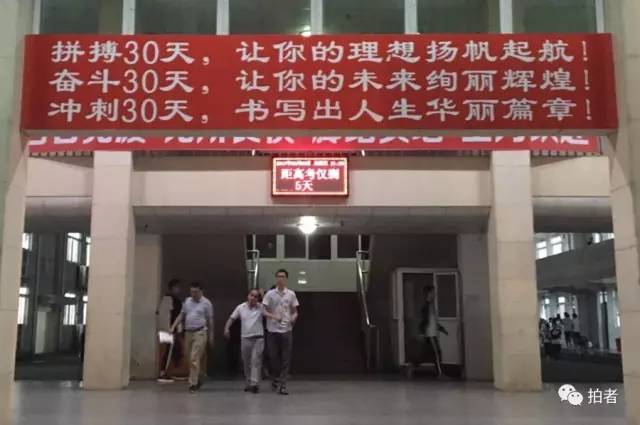 拼搏30天，让你的理想扬帆起航！
奋斗30天，让你的未来绚丽辉煌！
冲刺30天，书写出人生华丽篇章！
距高考仅剩
5天
拍者